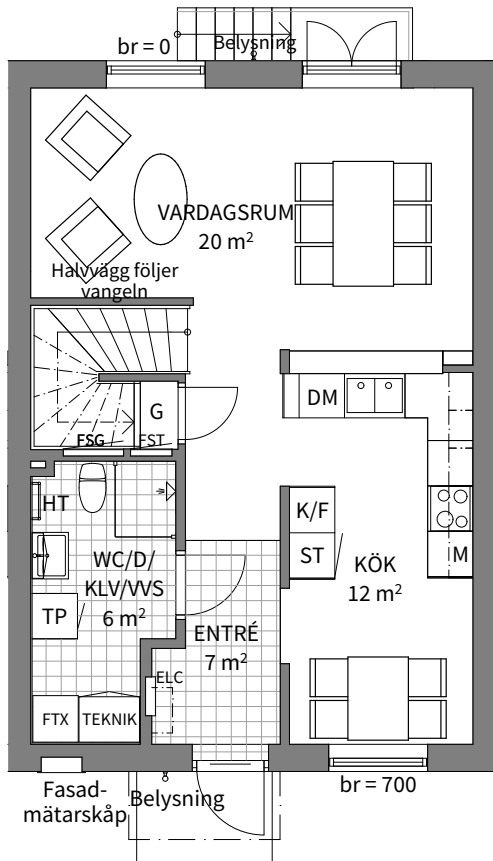 br = 0
Belysning
VARDAGSRUM
20 m²
Halvvägg följer
vangeln
G
FSG
FST
DM
HT
K/F
ST
M
WC/D/
KLV/VVS
6 m²
KÖK
12 m²
TP
ENTRÉ
7 m²
ELC
FTX
TEKNIK
Fasad-
mätarskåp
Belysning
br = 700